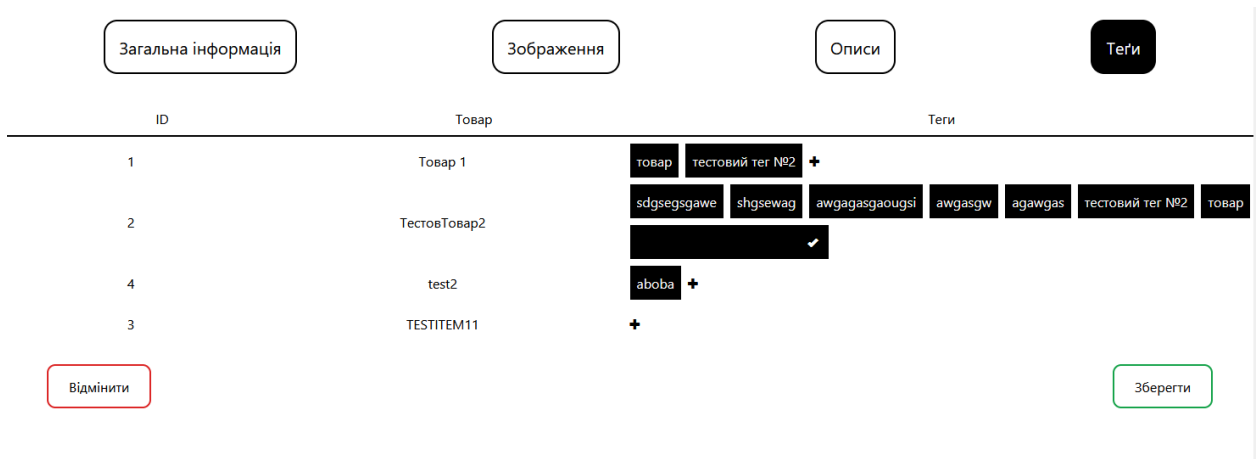 Загальна інформація Зображення Описи Теґи
ID Товар Теги
1 Товар 1 товар тестовий тег №2 +
2 ТестовТовар2 sdgsegsgawe shgsewag awgagasgaougsi awgasgw agawgas тестовий тег №2 товар
✔
4 test2 aboba +
3 TESTITEM11 +
Відмінити Зберегти